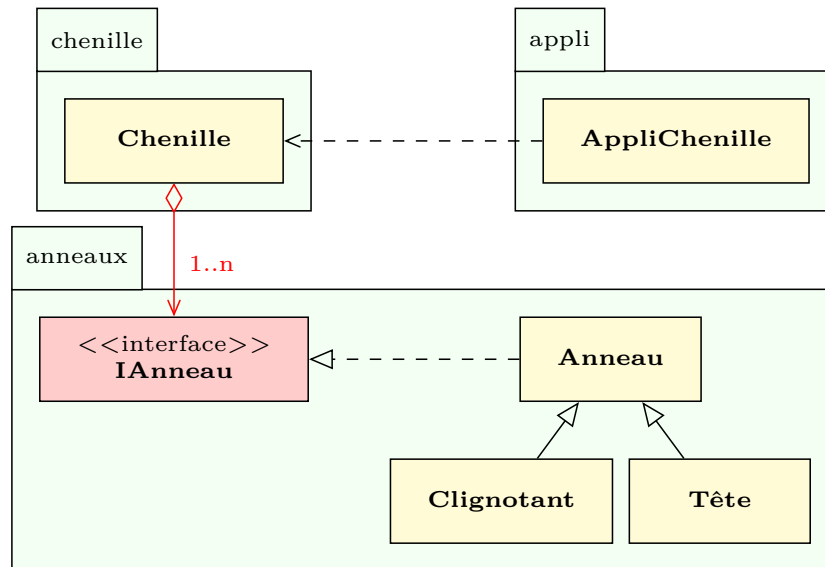 chenille
appli
Chenille
AppliChenille
1..n
anneaux
<<interface>>
IAnneau
Anneau
Clignotant
Tête